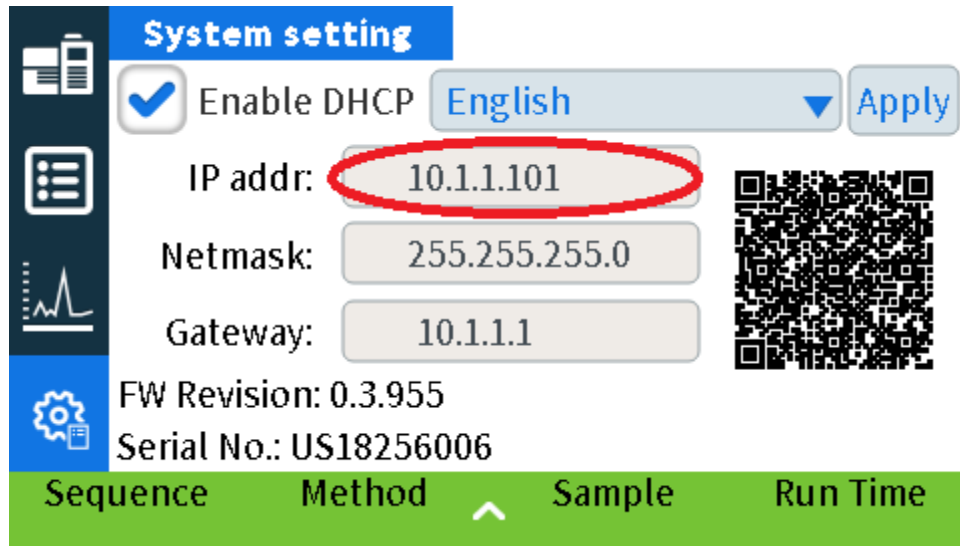 System setting
Enable DHCP English Apply
IP addr: 10.1.1.101
Netmask: 255.255.255.0
Gateway: 10.1.1.1
FW Revision: 0.3.955
Serial No.: US18256006
Sequence Method Sample Run Time